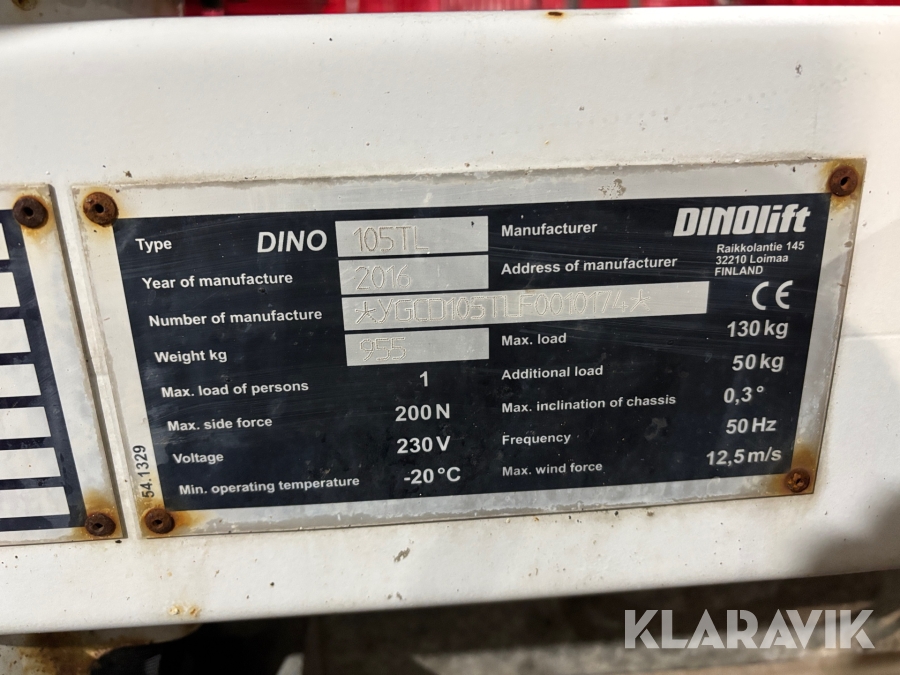 DINOlift
Type DINO 105TL Manufacturer Raikkolantie 145
32210 Loimaa
Year of manufacture 2016 Address of manufacturer FINLAND
Number of manufacture *YGCD105TLF0010174* CE
Weight kg 955 Max. load 130 kg
Max. load of persons 1 Additional load 50 kg
Max. side force 200 N Max. inclination of chassis 0,3°
Voltage 230 V Frequency 50 Hz
Min. operating temperature -20°C Max. wind force 12,5 m/s
54.1329
KLARAVIK